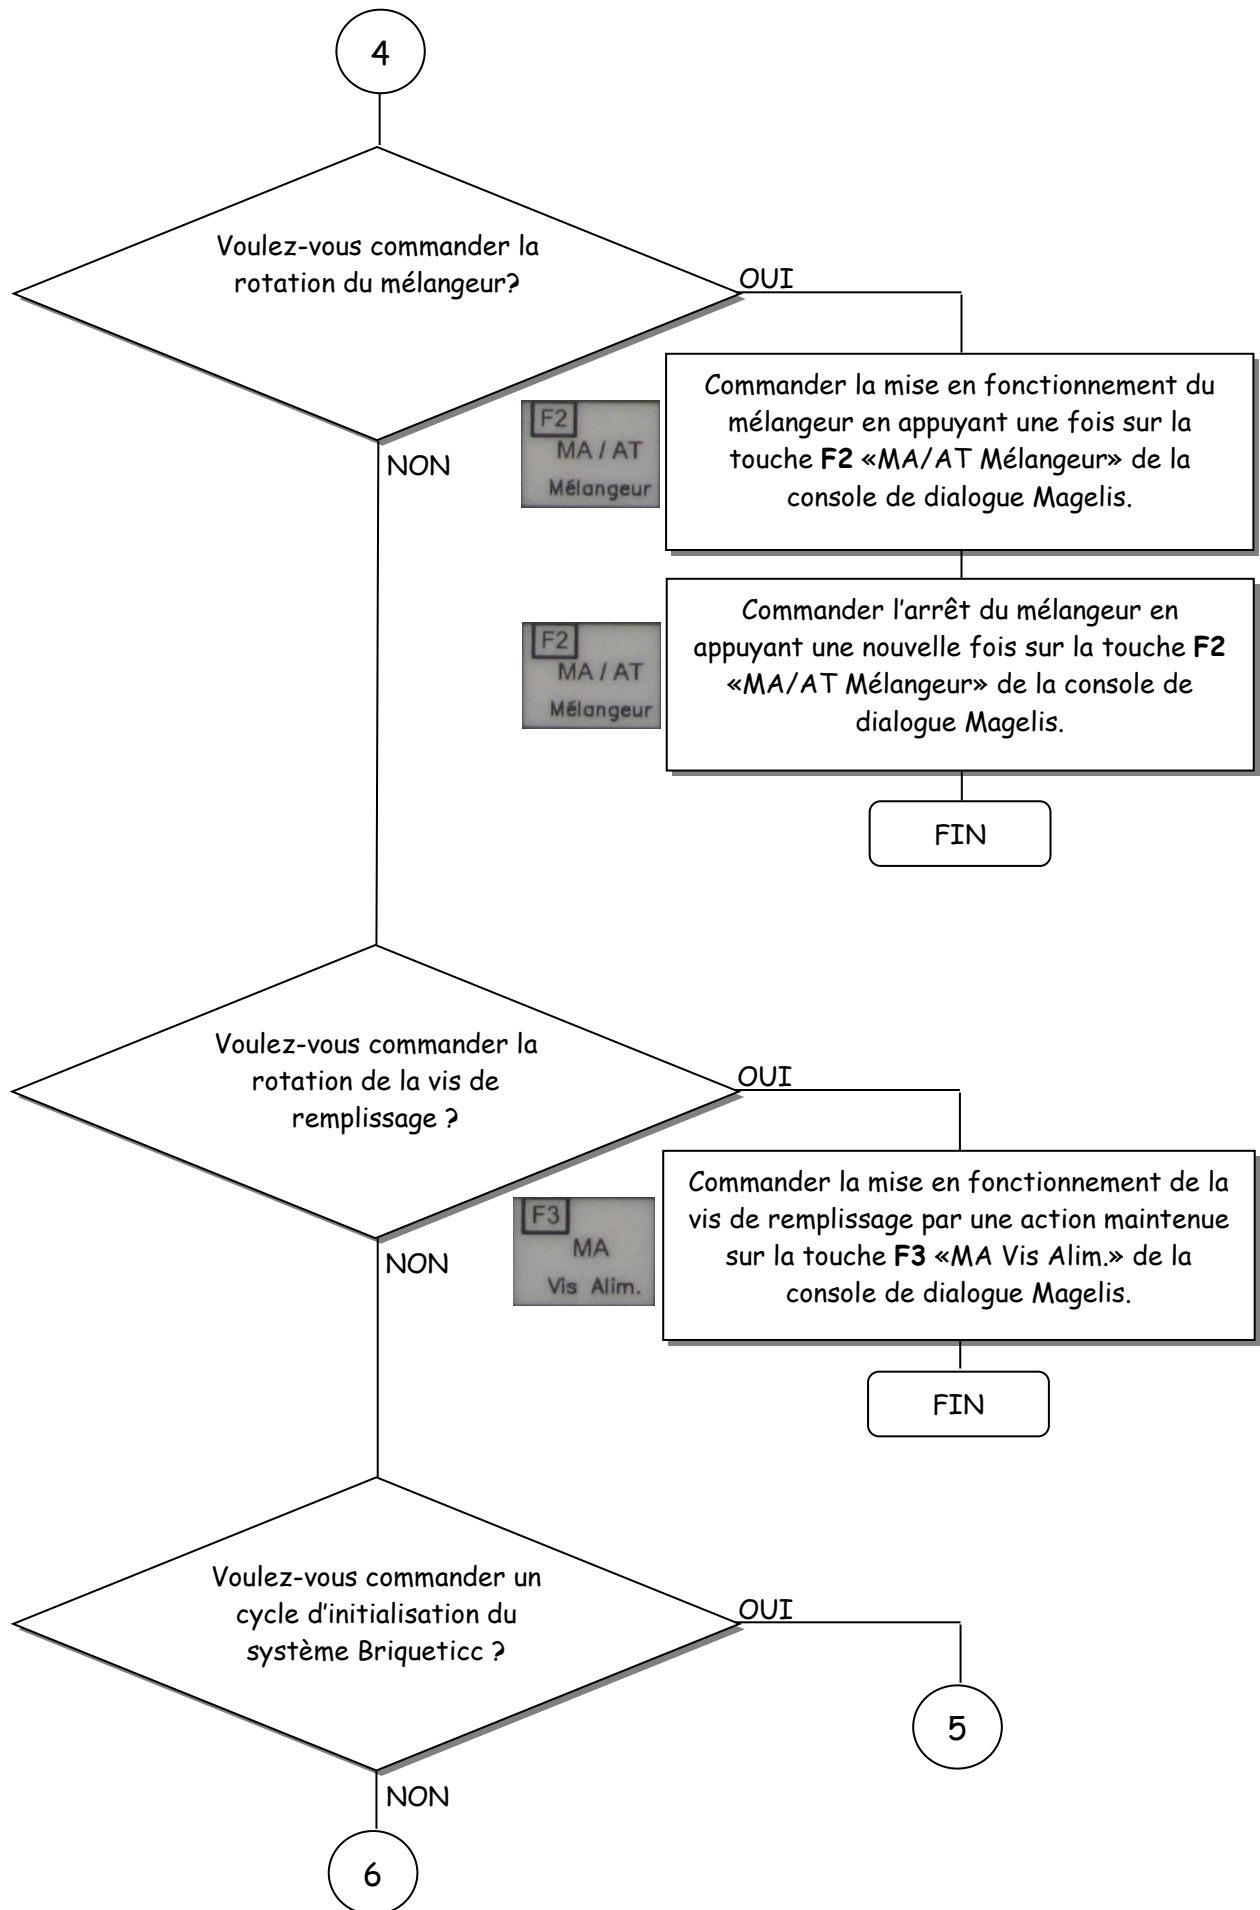 4
Voulez-vous commander la
rotation du mélangeur?
OUI
Commander la mise en fonctionnement du
mélangeur en appuyant une fois sur la
touche F2 «MA/AT Mélangeur» de la
console de dialogue Magelis.
F2
MA / AT
Mélangeur
NON
Commander l'arrêt du mélangeur en
appuyant une nouvelle fois sur la touche F2
«MA/AT Mélangeur» de la console de
dialogue Magelis.
F2
MA / AT
Mélangeur
FIN
Voulez-vous commander la
rotation de la vis de
remplissage ?
OUI
Commander la mise en fonctionnement de la
vis de remplissage par une action maintenue
sur la touche F3 «MA Vis Alim.» de la
console de dialogue Magelis.
F3
MA
Vis Alim.
NON
FIN
Voulez-vous commander un
cycle d'initialisation du
système Briqueticc ?
OUI
5
NON
6